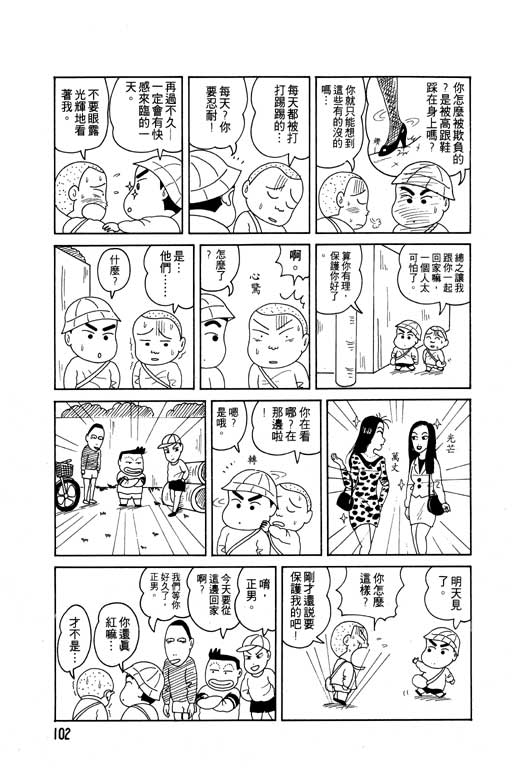 你怎麼被欺負的
？是被高跟鞋
踩在身上嗎？
你就只能想到
這些有的沒的
嗎…
每天都被打
打踢踢的…
每天？你
要忍耐！
再過不久—
一定會有快
感來臨的一
天。
不要眼露
光輝地看
著我。
總之讓我
跟你一起
回家嘛，
一個人太
可怕了。
算你有理，
保護你好了
。
啊。
心驚
怎麼了
？
是…
他們…
什麼？
光芒
萬丈
你在看
哪？在
那邊啦
！
轉
嗯？
是哦。
明天見
了。
你怎麼
這樣？
剛才還說要
保護我的吧！
唷，
正男。
今天要從
這邊回家
啊？
我們等你
好久了，
正男。
你還真
紅嘛…
才不是…
102